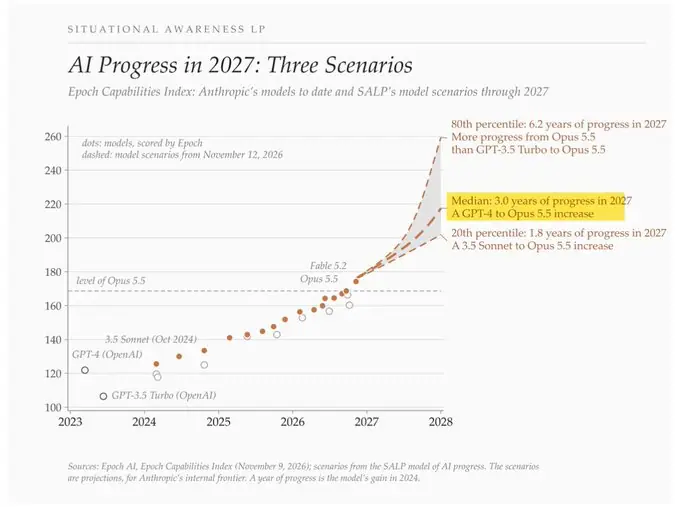 SITUATIONAL AWARENESS LP
AI Progress in 2027: Three Scenarios
Epoch Capabilities Index: Anthropic's models to date and SALP's model scenarios through 2027
260
240
220
200
180
160
140
120
100
dots: models, scored by Epoch
dashed: model scenarios from November 12, 2026
80th percentile: 6.2 years of progress in 2027
More progress from Opus 5.5
than GPT-3.5 Turbo to Opus 5.5
Median: 3.0 years of progress in 2027
A GPT-4 to Opus 5.5 increase
20th percentile: 1.8 years of progress in 2027
A 3.5 Sonnet to Opus 5.5 increase
Fable 5.2
Opus 5.5
level of Opus 5.5
3.5 Sonnet (Oct 2024)
GPT-4 (OpenAI)
GPT-3.5 Turbo (OpenAI)
2023
2024
2025
2026
2027
2028
Sources: Epoch AI, Epoch Capabilities Index (November 9, 2026); scenarios from the SALP model of AI progress. The scenarios
are projections, for Anthropic's internal frontier. A year of progress is the model's gain in 2024.